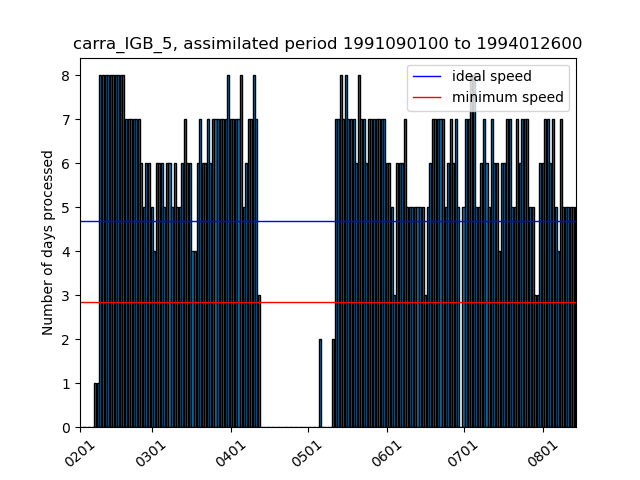 carra_IGB_5, assimilated period 1991090100 to 1994012600
ideal speed
minimum speed
Number of days processed
8
7
6
5
4
3
2
1
0
0201 0301 0401 0501 0601 0701 0801